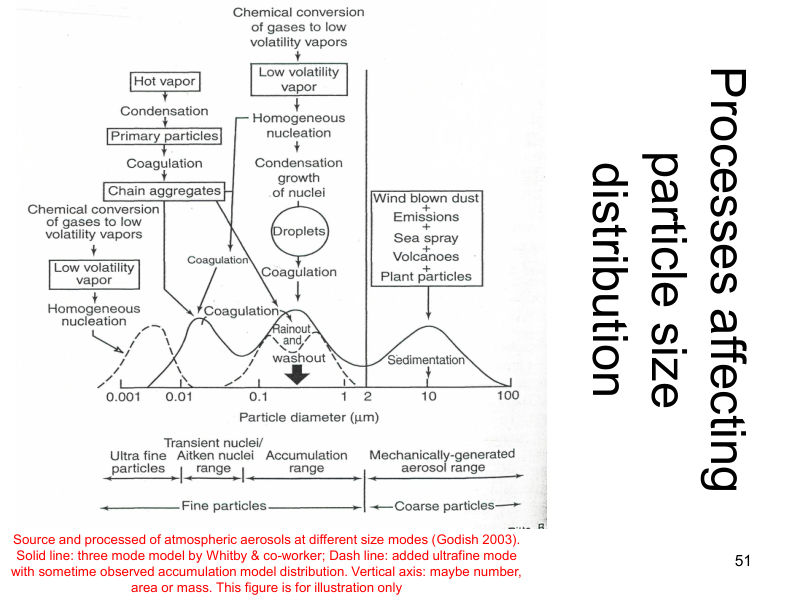 Processes affecting
particle size
distribution
Chemical conversion
of gases to low
volatility vapors
Low volatility
vapor
Homogeneous
nucleation
Condensation
growth
of nuclei
Droplets
Coagulation
Hot vapor
Condensation
Primary particles
Coagulation
Chain aggregates
Chemical conversion
of gases to low
volatility vapors
Low volatility
vapor
Homogeneous
nucleation
Coagulation
Coagulation
Rainout
and
washout
Wind blown dust
+
Emissions
+
Sea spray
+
Volcanoes
+
Plant particles
Sedimentation
0.001 0.01 0.1 1 2 10 100
Particle diameter (μm)
Ultra fine
particles
Transient nuclei/
Aitken nuclei
range
Accumulation
range
Mechanically-generated
aerosol range
Fine particles
Coarse particles
Source and processed of atmospheric aerosols at different size modes (Godish 2003).
Solid line: three mode model by Whitby & co-worker; Dash line: added ultrafine mode
with sometime observed accumulation model distribution. Vertical axis: maybe number,
area or mass. This figure is for illustration only
51